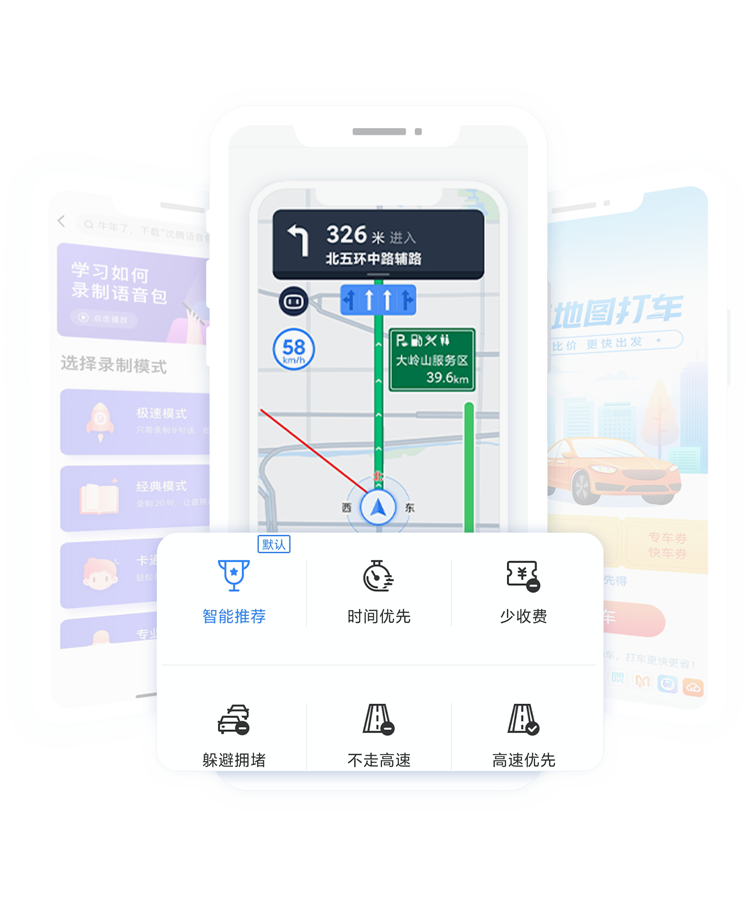 牛年了，下载“沈腾语音
学习如何
录制语音包
点击播放
选择录制模式
极速模式
只需录制9句话，
经典模式
录制20句，让
专业
326 米 进入
北五环中路辅路
58
km/h
P
大岭山服务区
39.6km
北
西
东
默认
智能推荐
时间优先
¥
少收费
躲避拥堵
不走高速
高速优先
地图打车
比价 更快出发
专车券
快车券
先得
车
车，打车更快更省！